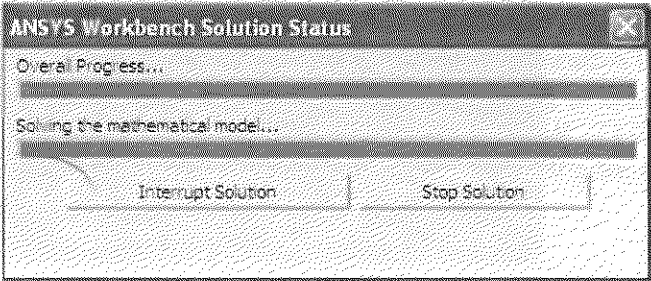 ANSYS Workbench Solution Status
Overall Progress...
Solving the mathematical model...
Interrupt Solution
Stop Solution